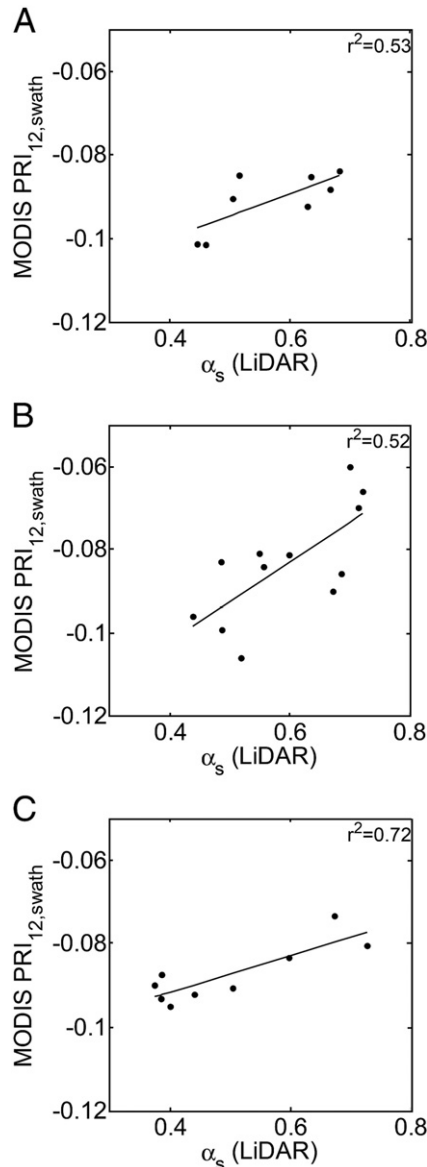 A
r²=0.53
-0.06
-0.08
-0.1
-0.12
MODIS PRI12,swath
0.4 0.6 0.8
αs (LiDAR)
B
r²=0.52
-0.06
-0.08
-0.1
-0.12
MODIS PRI12,swath
0.4 0.6 0.8
αs (LiDAR)
C
r²=0.72
-0.06
-0.08
-0.1
-0.12
MODIS PRI12,swath
0.4 0.6 0.8
αs (LiDAR)